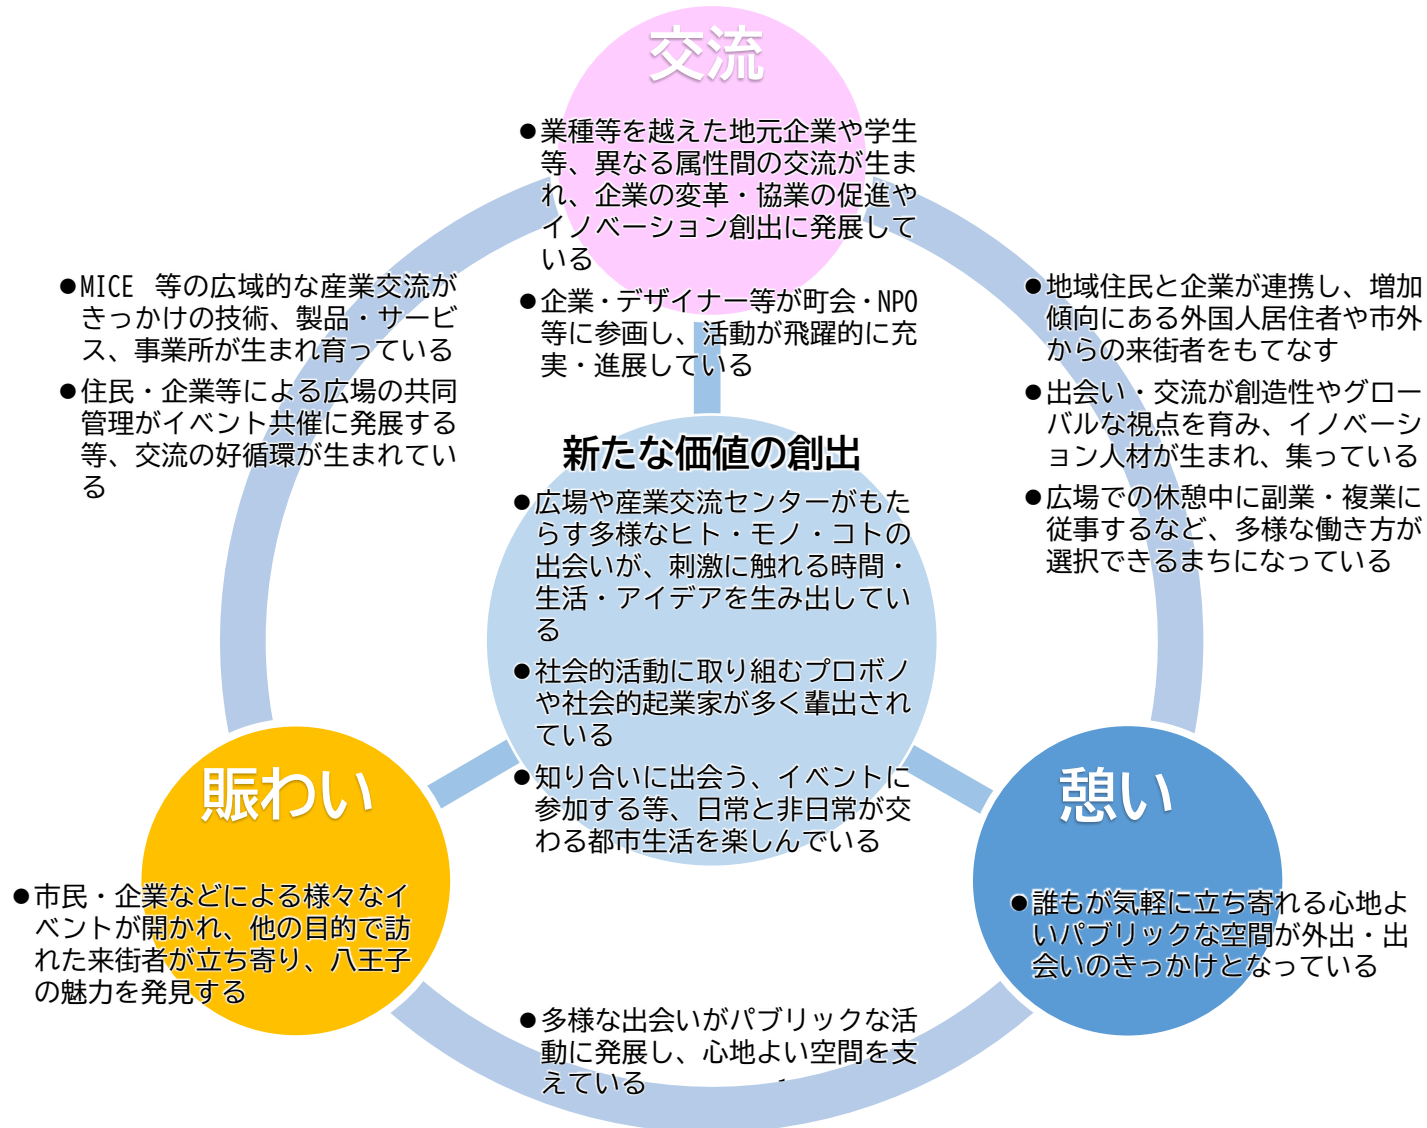 交流
●業種等を越えた地元企業や学生
等、異なる属性間の交流が生ま
れ、企業の変革・協業の促進や
イノベーション創出に発展して
いる
●企業・デザイナー等が町会・NPO
等に参画し、活動が飛躍的に充
実・進展している
●MICE 等の広域的な産業交流が
きっかけの技術、製品・サービ
ス、事業所が生まれ育っている
●住民・企業等による広場の共同
管理がイベント共催に発展する
等、交流の好循環が生まれてい
る
●地域住民と企業が連携し、増加
傾向にある外国人居住者や市外
からの来街者をもてなす
●出会い・交流が創造性やグロー
バルな視点を育み、イノベーシ
ョン人材が生まれ、集っている
●広場での休憩中に副業・複業に
従事するなど、多様な働き方が
選択できるまちになっている
新たな価値の創出
●広場や産業交流センターがもた
らす多様なヒト・モノ・コトの
出会いが、刺激に触れる時間・
生活・アイデアを生み出してい
る
●社会的活動に取り組むプロボノ
や社会的起業家が多く輩出され
ている
●知り合いに出会う、イベントに
参加する等、日常と非日常が交
わる都市生活を楽しんでいる
賑わい
●市民・企業などによる様々なイ
ベントが開かれ、他の目的で訪
れた来街者が立ち寄り、八王子
の魅力を発見する
憩い
●誰もが気軽に立ち寄れる心地よ
いパブリックな空間が外出・出
会いのきっかけとなっている
●多様な出会いがパブリックな活
動に発展し、心地よい空間を支
えている